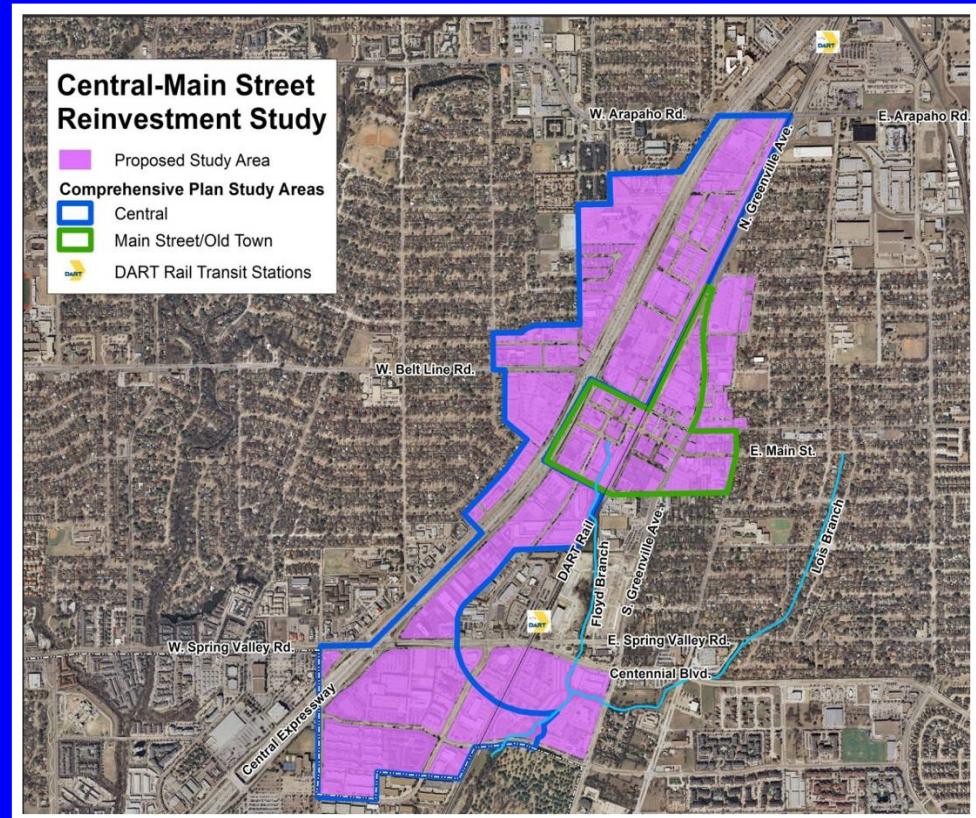 Central-Main Street
Reinvestment Study
Proposed Study Area
Comprehensive Plan Study Areas
Central
Main Street/Old Town
DART
DART Rail Transit Stations
DART
W. Arapaho Rd.
E. Arapaho Rd.
N. Greenville Ave.
W. Belt Line Rd.
E. Main St.
DART Rail
Floyd Branch
S. Greenville Ave.
Lois Branch
DART
W. Spring Valley Rd.
E. Spring Valley Rd.
Centennial Blvd.
Central Expressway